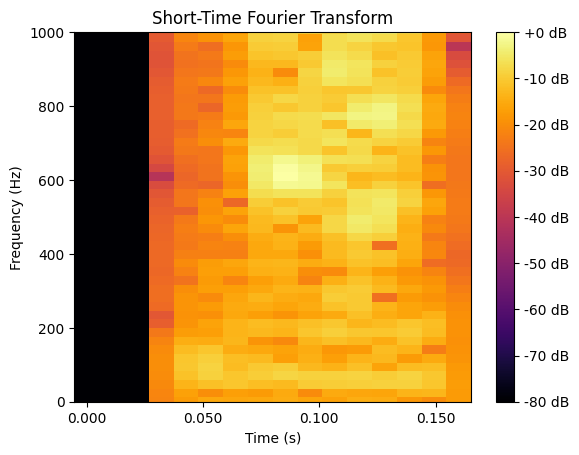 Short-Time Fourier Transform
1000
800
600
400
200
0
Frequency (Hz)
0.000
0.050
0.100
0.150
Time (s)
+0 dB
-10 dB
-20 dB
-30 dB
-40 dB
-50 dB
-60 dB
-70 dB
-80 dB